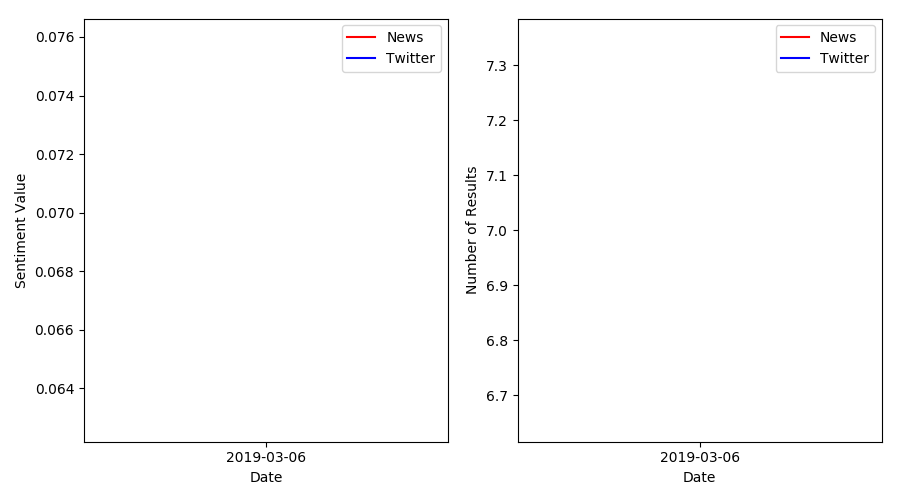 0.076
0.074
0.072
0.070
0.068
0.066
0.064
Sentiment Value
News
Twitter
2019-03-06
Date
7.3
7.2
7.1
7.0
6.9
6.8
6.7
Number of Results
News
Twitter
2019-03-06
Date